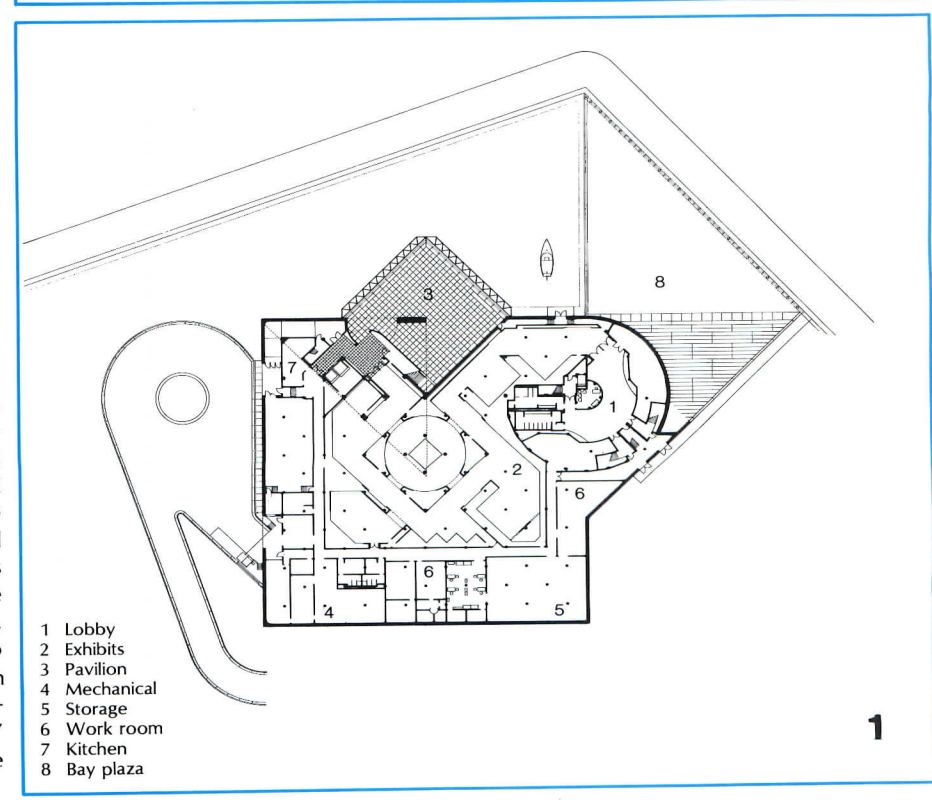 3
8
7
1
2
6
6
4
5
1 Lobby
2 Exhibits
3 Pavilion
4 Mechanical
5 Storage
6 Work room
7 Kitchen
8 Bay plaza
1